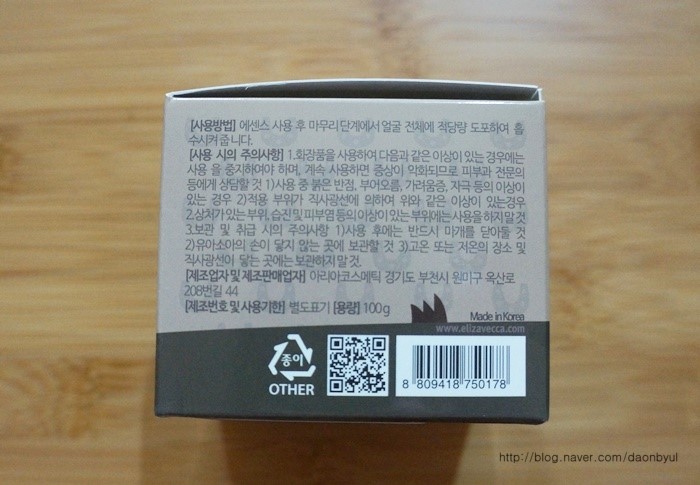 [사용방법] 에센스 사용 후 마무리 단계에서 얼굴 전체에 적당량 도포하여 흡
수시켜 줍니다.
[사용 시의 주의사항] 1.화장품을 사용하여 다음과 같은 이상이 있는 경우에는
사용 을 중지하여야 하며, 계속 사용하면 증상이 악화되므로 피부과 전문의
등에게 상담할 것 1)사용 중 붉은 반점, 부어오름, 가려움증, 자극 등의 이상이
있는 경우 2)적용 부위가 직사광선에 의하여 위와 같은 이상이 있는경우
2.상처가 있는 부위, 습진 및 피부염 등의 이상이 있는 부위에는 사용을 하지 말 것
3.보관 및 취급 시의 주의사항 1)사용 후에는 반드시 마개를 닫아둘 것
2)유아소아의 손이 닿지 않는 곳에 보관할 것 3)고온 또는 저온의 장소 및
직사광선이 닿는 곳에는 보관하지 말 것.
[제조업자 및 제조판매업자] 아리아코스메틱 경기도 부천시 원미구 옥산로
208번길 44
[제조번호 및 사용기한] 별도표기 [용량] 100g
Made in Korea
www.elizavecca.com
종이
OTHER
8 809418 750178
http://blog.naver.com/daonbyul